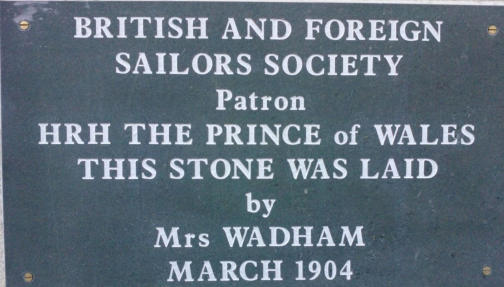 BRITISH AND FOREIGN
SAILORS SOCIETY
Patron
HRH THE PRINCE of WALES
THIS STONE WAS LAID
by
Mrs WADHAM
MARCH 1904